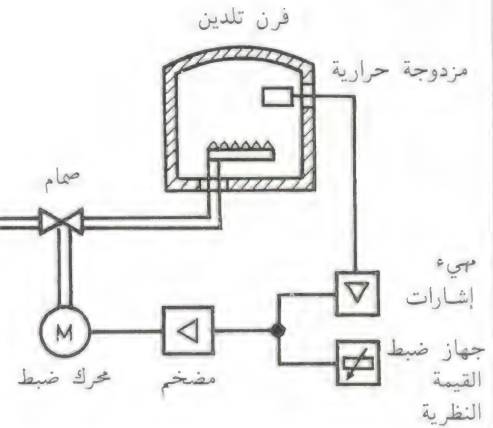 فرن تلدين
مزدوجة حرارية
صمام
مهيء
إشارات
M
جهاز ضبط
القيمة
النظرية
مضخم
محرك ضبط